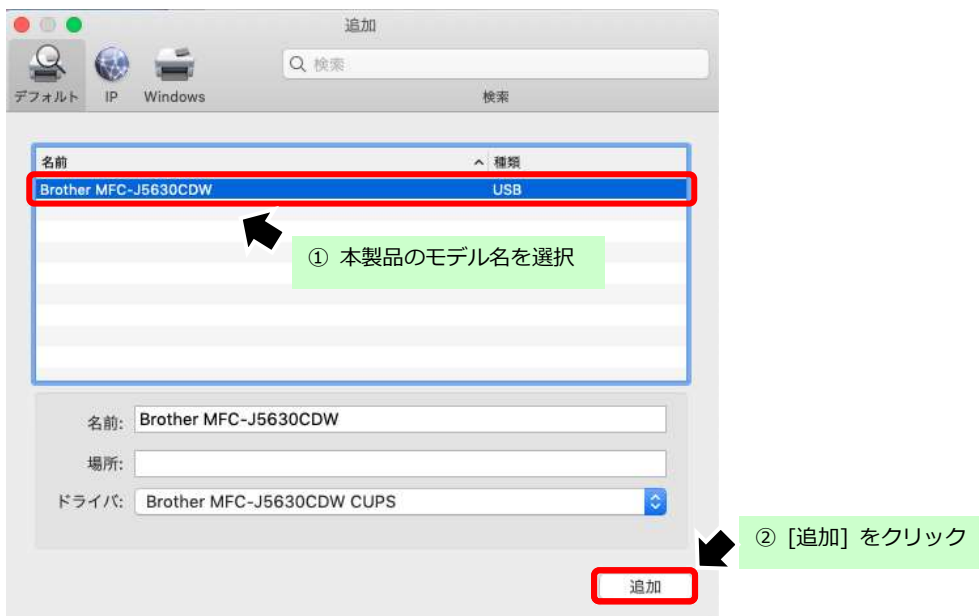 追加
検索
デフォルト IP Windows 検索
名前 種類
Brother MFC-J5630CDW USB
① 本製品のモデル名を選択
名前: Brother MFC-J5630CDW
場所:
ドライバ: Brother MFC-J5630CDW CUPS
② [追加] をクリック
追加